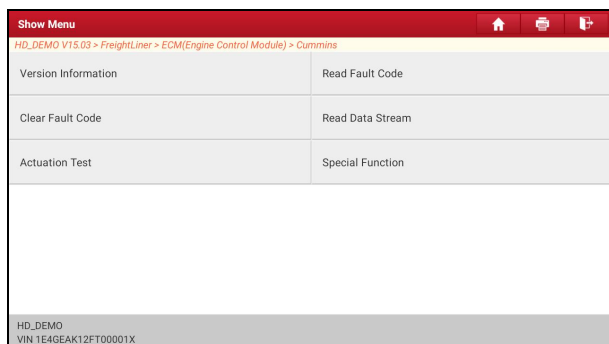 Show Menu
HD_DEMO V15.03 > FreightLiner > ECM(Engine Control Module) > Cummins
Version Information
Read Fault Code
Clear Fault Code
Read Data Stream
Actuation Test
Special Function
HD_DEMO
VIN 1E4GEAK12FT00001X